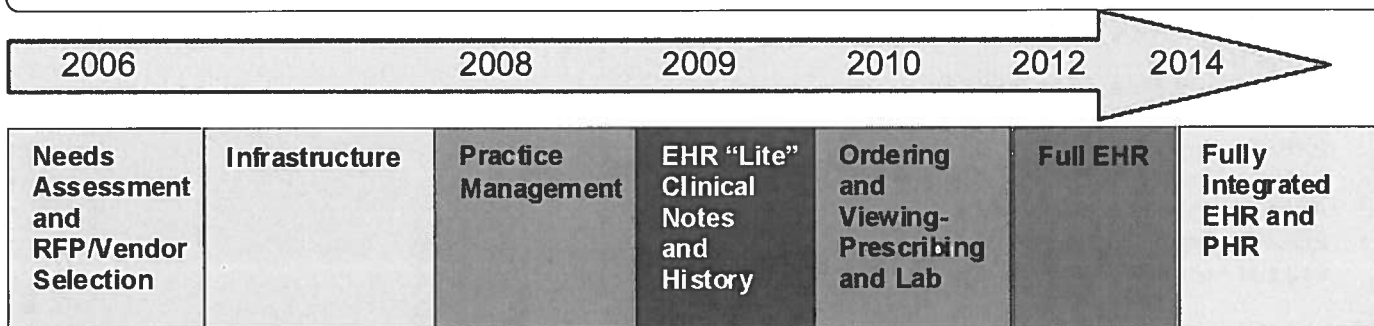 2006 2008 2009 2010 2012 2014
Needs
Assessment
and
RFP/Vendor
Selection
Infrastructure
Practice
Management
EHR “Lite”
Clinical
Notes
and
History
Ordering
and
Viewing-
Prescribing
and Lab
Full EHR
Fully
Integrated
EHR and
PHR